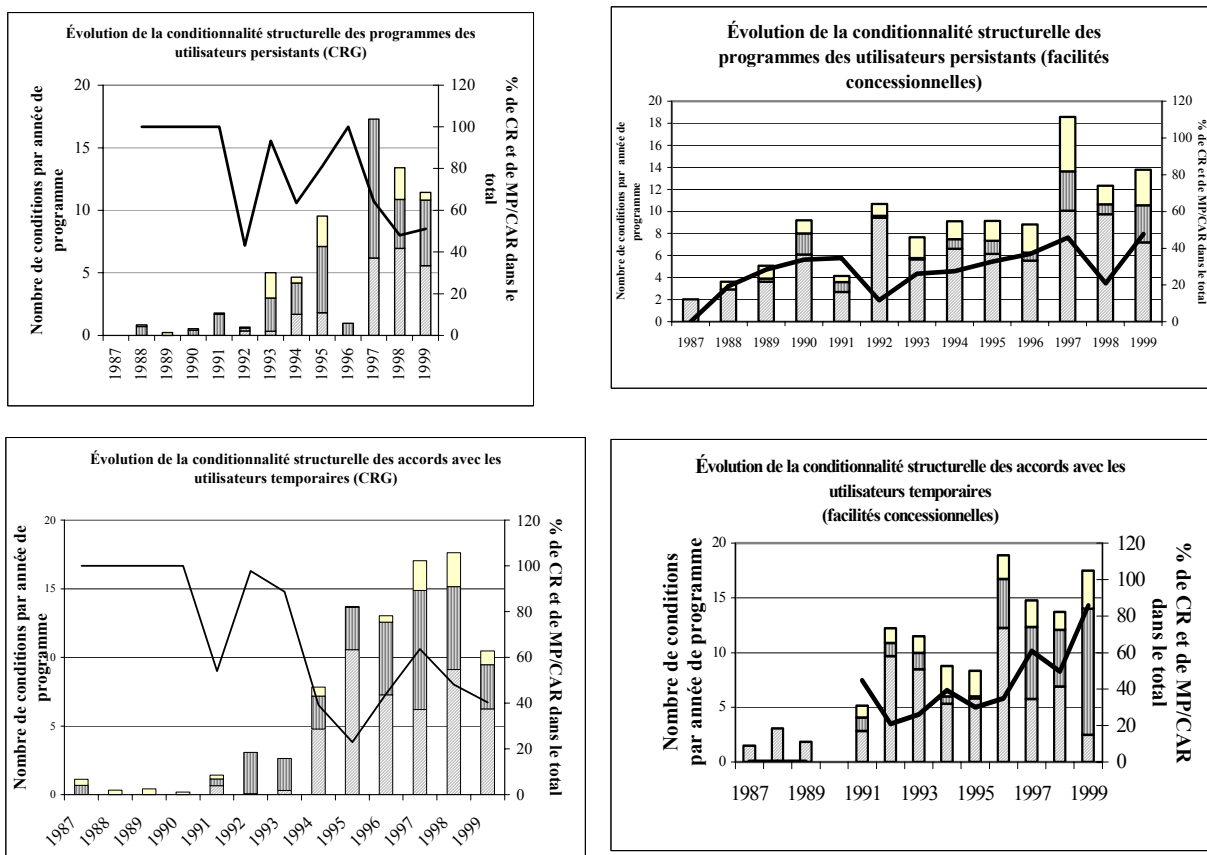 Évolution de la conditionnalité structurelle des programmes des
utilisateurs persistants (CRG)
Nombre de conditions par année de
programme
% de CR et de MP/CAR dans le
total
20
15
10
5
0
120
100
80
60
40
20
0
1987
1988
1989
1990
1991
1992
1993
1994
1995
1996
1997
1998
1999
Évolution de la conditionnalité structurelle des
programmes des utilisateurs persistants (facilités
concessionnelles)
Nombre de conditions par année de
programme
% de CR et de MP/CAR dans le
total
20
18
16
14
12
10
8
6
4
2
0
120
100
80
60
40
20
0
1987 1988 1989 1990 1991 1992 1993 1994 1995 1996 1997 1998 1999
Évolution de la conditionnalité structurelle des accords avec les
utilisateurs temporaires (CRG)
Nombre de conditions par année de
programme
% de CR et de MP/CAR dans le total
20
15
10
5
0
120
100
80
60
40
20
0
1987
1988
1989
1990
1991
1992
1993
1994
1995
1996
1997
1998
1999
Évolution de la conditionnalité structurelle des accords avec les
utilisateurs temporaires
(facilités concessionnelles)
Nombre de conditions
par année de programme
% de CR et de MP/CAR
dans le total
20
15
10
5
0
120
100
80
60
40
20
0
1987 1989 1991 1993 1995 1997 1999